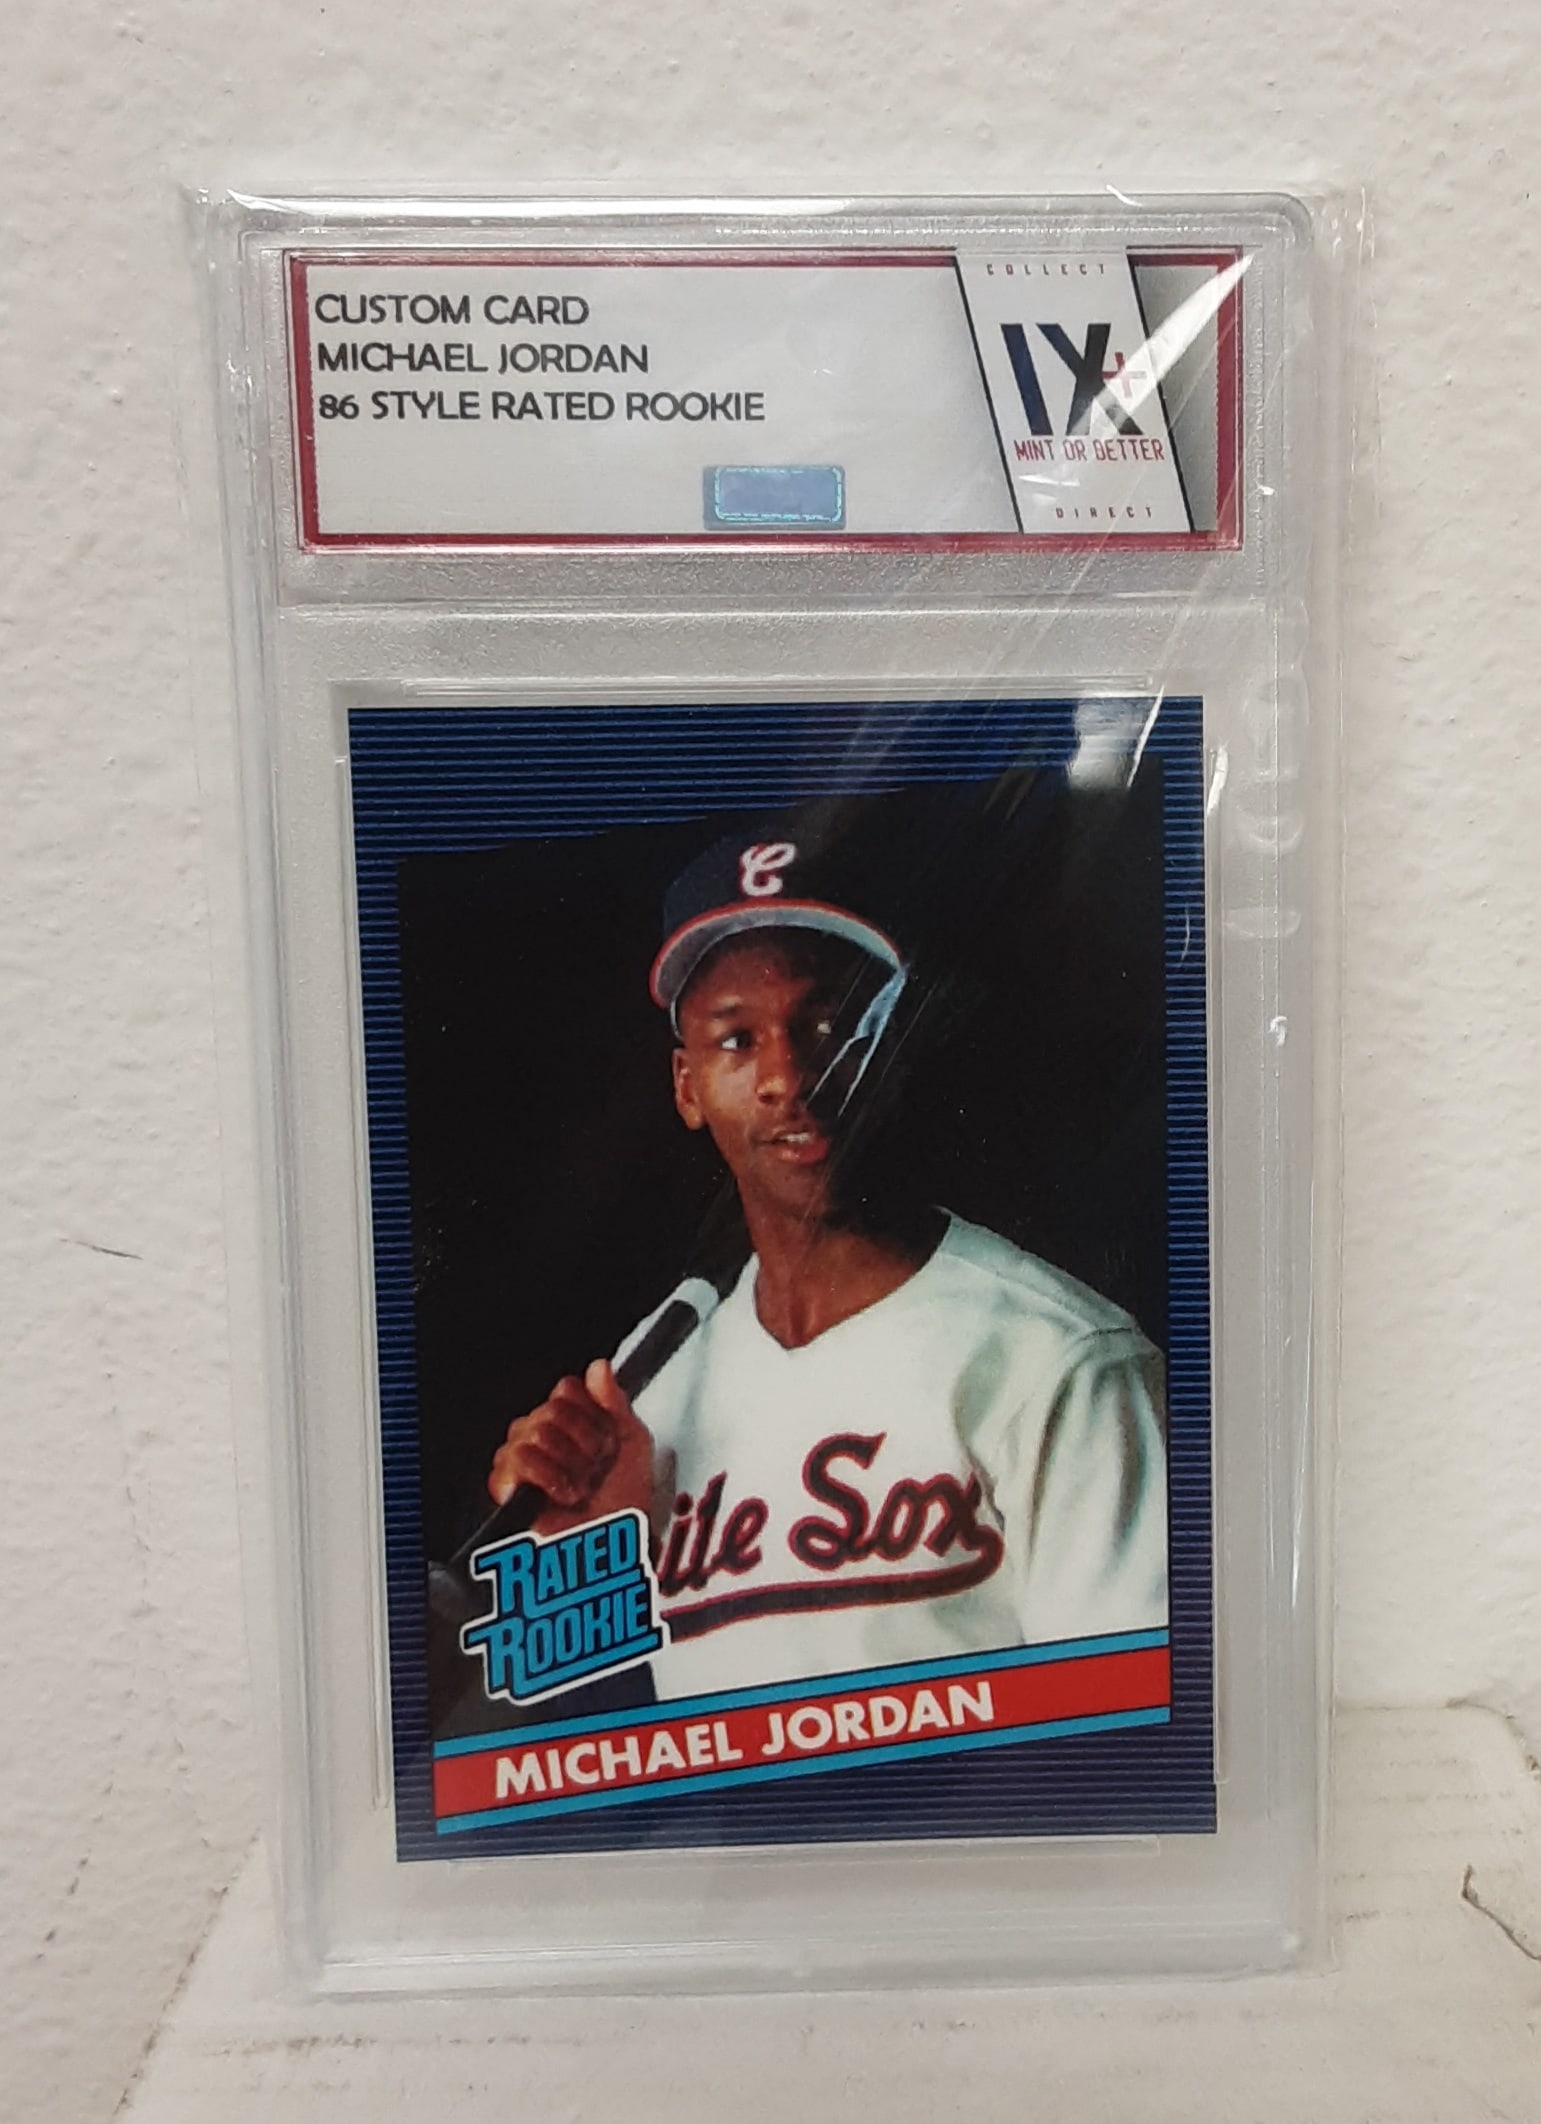 CUSTOM CARD
MICHAEL JORDAN
86 STYLE RATED ROOKIE
COLLECT
IX+
MINT OR BETTER
DIRECT
C
ite Sox
RATED
ROOKIE
MICHAEL JORDAN